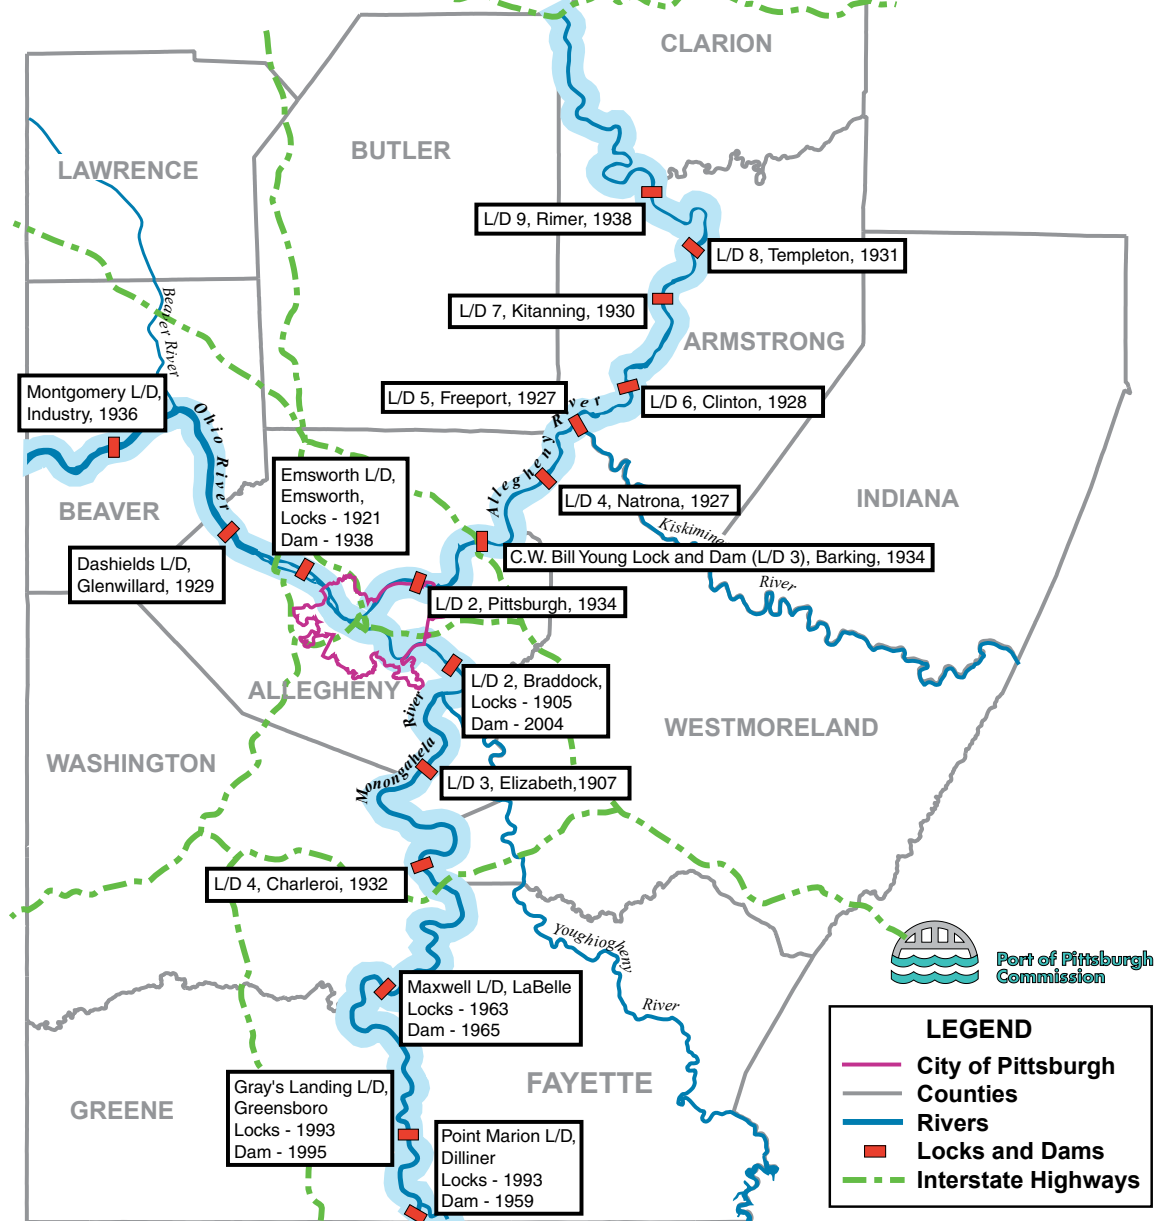 CLARION
BUTLER
LAWRENCE
L/D 9, Rimer, 1938
L/D 8, Templeton, 1931
Beaver River
L/D 7, Kitanning, 1930
ARMSTRONG
Montgomery L/D,
Industry, 1936
L/D 5, Freeport, 1927
L/D 6, Clinton, 1928
Ohio River
Allegheny River
Emsworth L/D,
Emsworth,
Locks - 1921
Dam - 1938
L/D 4, Natrona, 1927
INDIANA
BEAVER
Kiskimine
River
Dashields L/D,
Glenwillard, 1929
C.W. Bill Young Lock and Dam (L/D 3), Barking, 1934
L/D 2, Pittsburgh, 1934
ALLEGHENY
L/D 2, Braddock,
Locks - 1905
Dam - 2004
WESTMORELAND
WASHINGTON
Monongahela River
L/D 3, Elizabeth,1907
L/D 4, Charleroi, 1932
Youghiogheny
River
Maxwell L/D, LaBelle
Locks - 1963
Dam - 1965
Port of Pittsburgh
Commission
FAYETTE
GREENE
Gray's Landing L/D,
Greensboro
Locks - 1993
Dam - 1995
Point Marion L/D,
Dilliner
Locks - 1993
Dam - 1959
LEGEND
City of Pittsburgh
Counties
Rivers
Locks and Dams
Interstate Highways